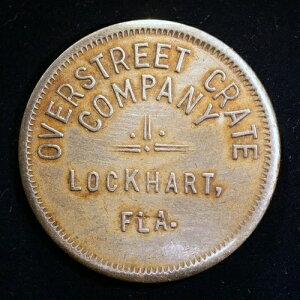 OVERSTREET CRATE
COMPANY
LOCKHART,
FLA.